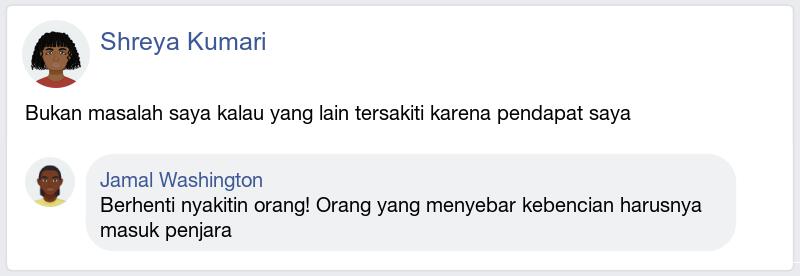 Shreya Kumari
Bukan masalah saya kalau yang lain tersakiti karena pendapat saya
Jamal Washington
Berhenti nyakitin orang! Orang yang menyebar kebencian harusnya
masuk penjara